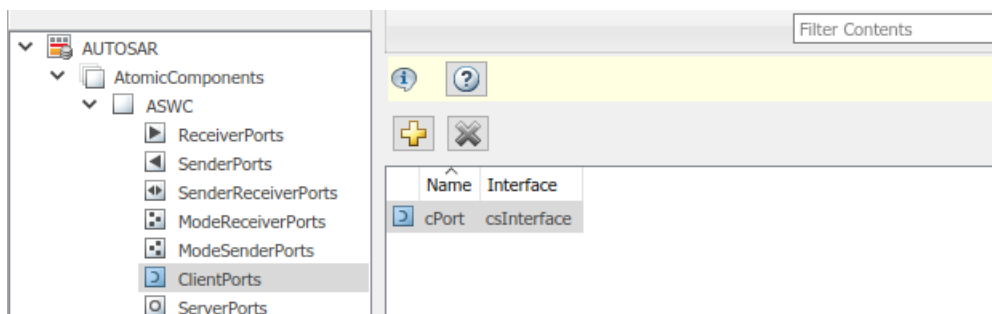 Filter Contents
AUTOSAR
AtomicComponents
ASWC
ReceiverPorts
SenderPorts
SenderReceiverPorts
ModeReceiverPorts
ModeSenderPorts
ClientPorts
ServerPorts
Name Interface
cPort csInterface